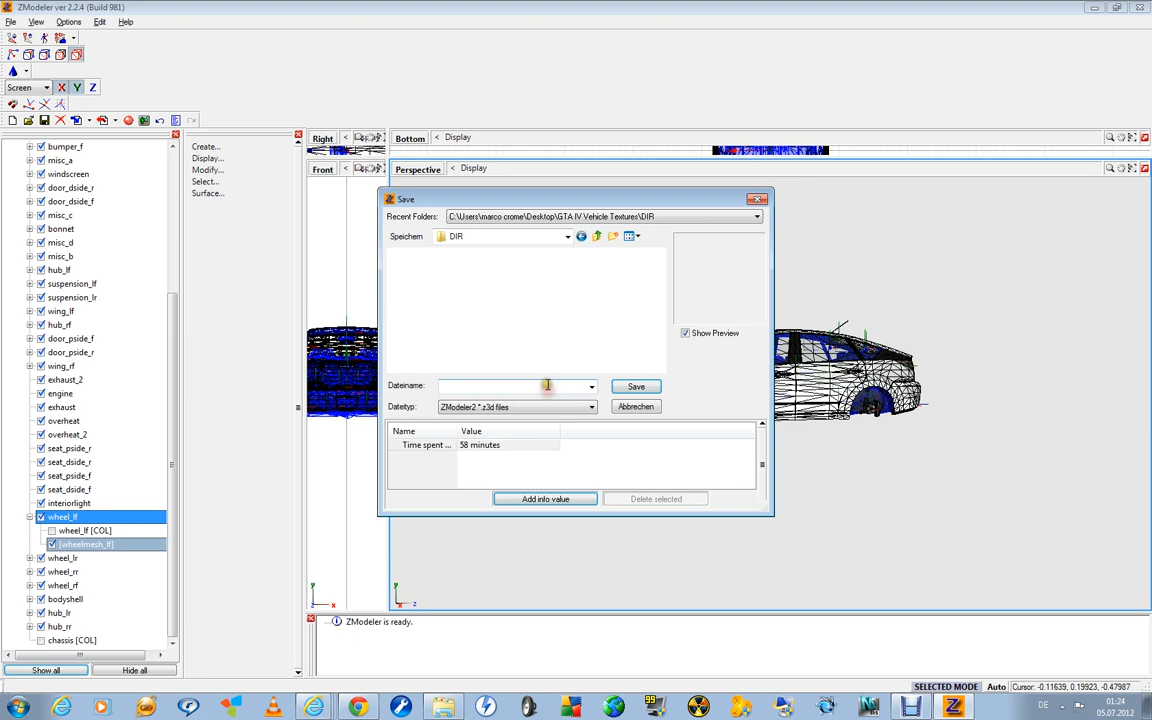 ZModeler ver 2.2.4 (Build 981)
File View Options Edit Help
Screen X Y Z
bumper_f
misc_a
windscreen
door_dside_r
door_dside_f
misc_c
bonnet
misc_d
misc_b
hub_lf
suspension_lf
suspension_lr
wing_lf
hub_rf
door_pside_f
door_pside_r
wing_rf
exhaust_2
engine
exhaust
overheat
overheat_2
seat_pside_r
seat_dside_r
seat_pside_f
seat_dside_f
interiorlight
wheel_lf
wheel_lf [COL]
[wheelmesh_lf]
wheel_lr
wheel_rr
wheel_rf
bodyshell
hub_lr
hub_rr
chassis [COL]
Show all Hide all
Create...
Display...
Modify...
Select...
Surface...
Right <
Bottom < Display
Front <
Perspective < Display
Save
Recent Folders: C:\Users\marco crome\Desktop\GTA IV Vehicle Textures\DIR
Speichern DIR
Show Preview
Dateiname: Save
Dateityp: ZModeler2 *.z3d files Abbrechen
Name Value
Time spent ... 58 minutes
Add info value Delete selected
y
x
y
x z
ZModeler is ready.
SELECTED MODE Auto Cursor: -0.11639, 0.19923, -0.47987
99
DE 01:24
05.07.2012